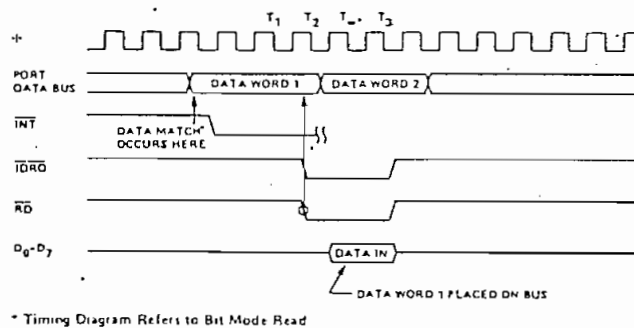 T1 T2 Tw* T3
Φ
PORT
DATA BUS
DATA WORD 1 DATA WORD 2
INT
DATA MATCH*
OCCURS HERE
IORQ
RD
D0-D7
DATA IN
DATA WORD 1 PLACED ON BUS
* Timing Diagram Refers to Bit Mode Read